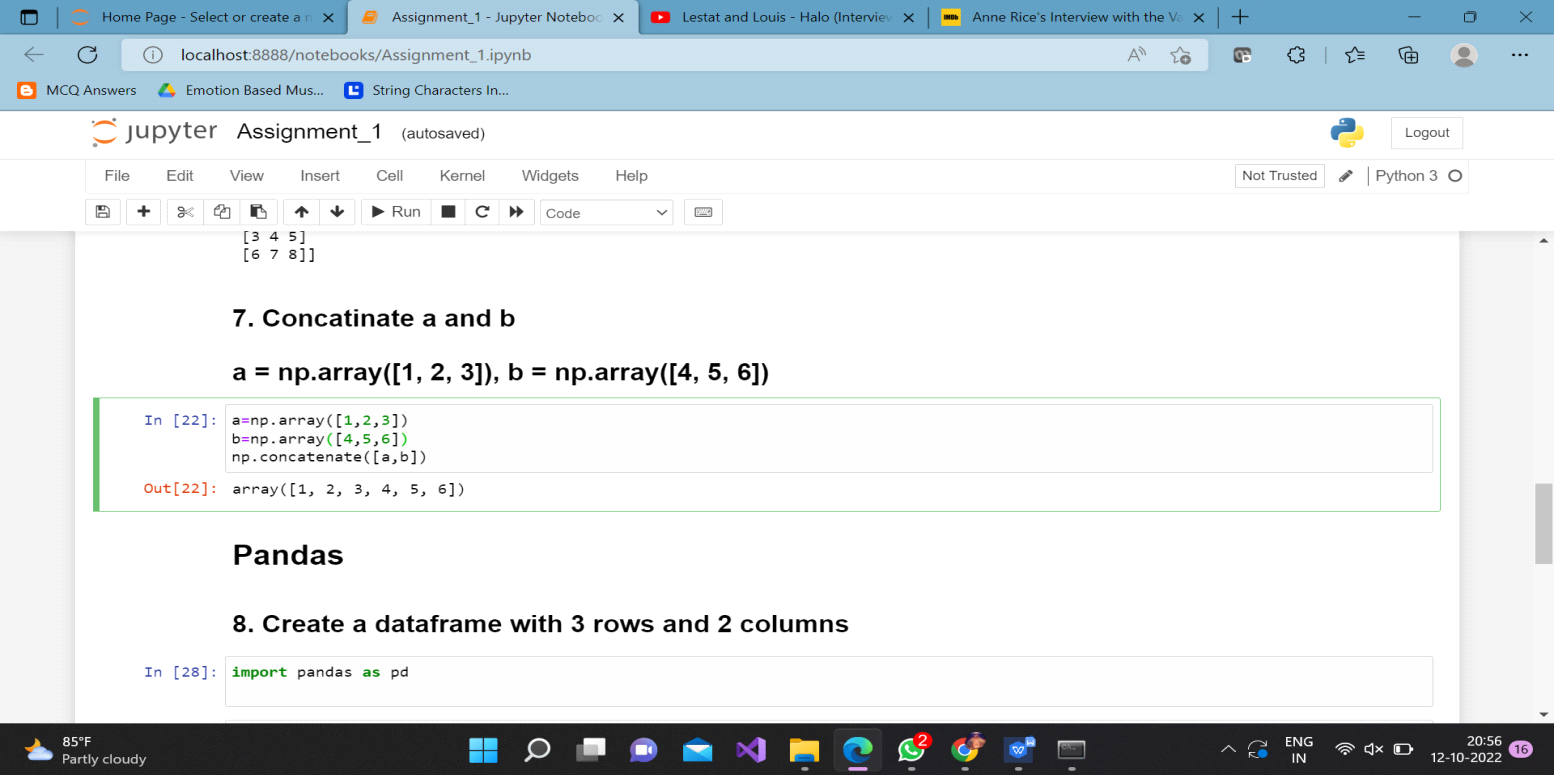 Home Page - Select or create a n
Assignment_1 - Jupyter Noteboo
Lestat and Louis - Halo (Interview
IMDb
Anne Rice's Interview with the Va
localhost:8888/notebooks/Assignment_1.ipynb
MCQ Answers
Emotion Based Mus...
String Characters In...
jupyter Assignment_1 (autosaved)
Logout
File Edit View Insert Cell Kernel Widgets Help
Not Trusted
Python 3
Run
Code
[3 4 5]
[6 7 8]]
7. Concatinate a and b
a = np.array([1, 2, 3]), b = np.array([4, 5, 6])
In [22]: a=np.array([1,2,3])
b=np.array([4,5,6])
np.concatenate([a,b])
Out[22]: array([1, 2, 3, 4, 5, 6])
Pandas
8. Create a dataframe with 3 rows and 2 columns
In [28]: import pandas as pd
85°F
Partly cloudy
2
ENG
IN
20:56
12-10-2022
16